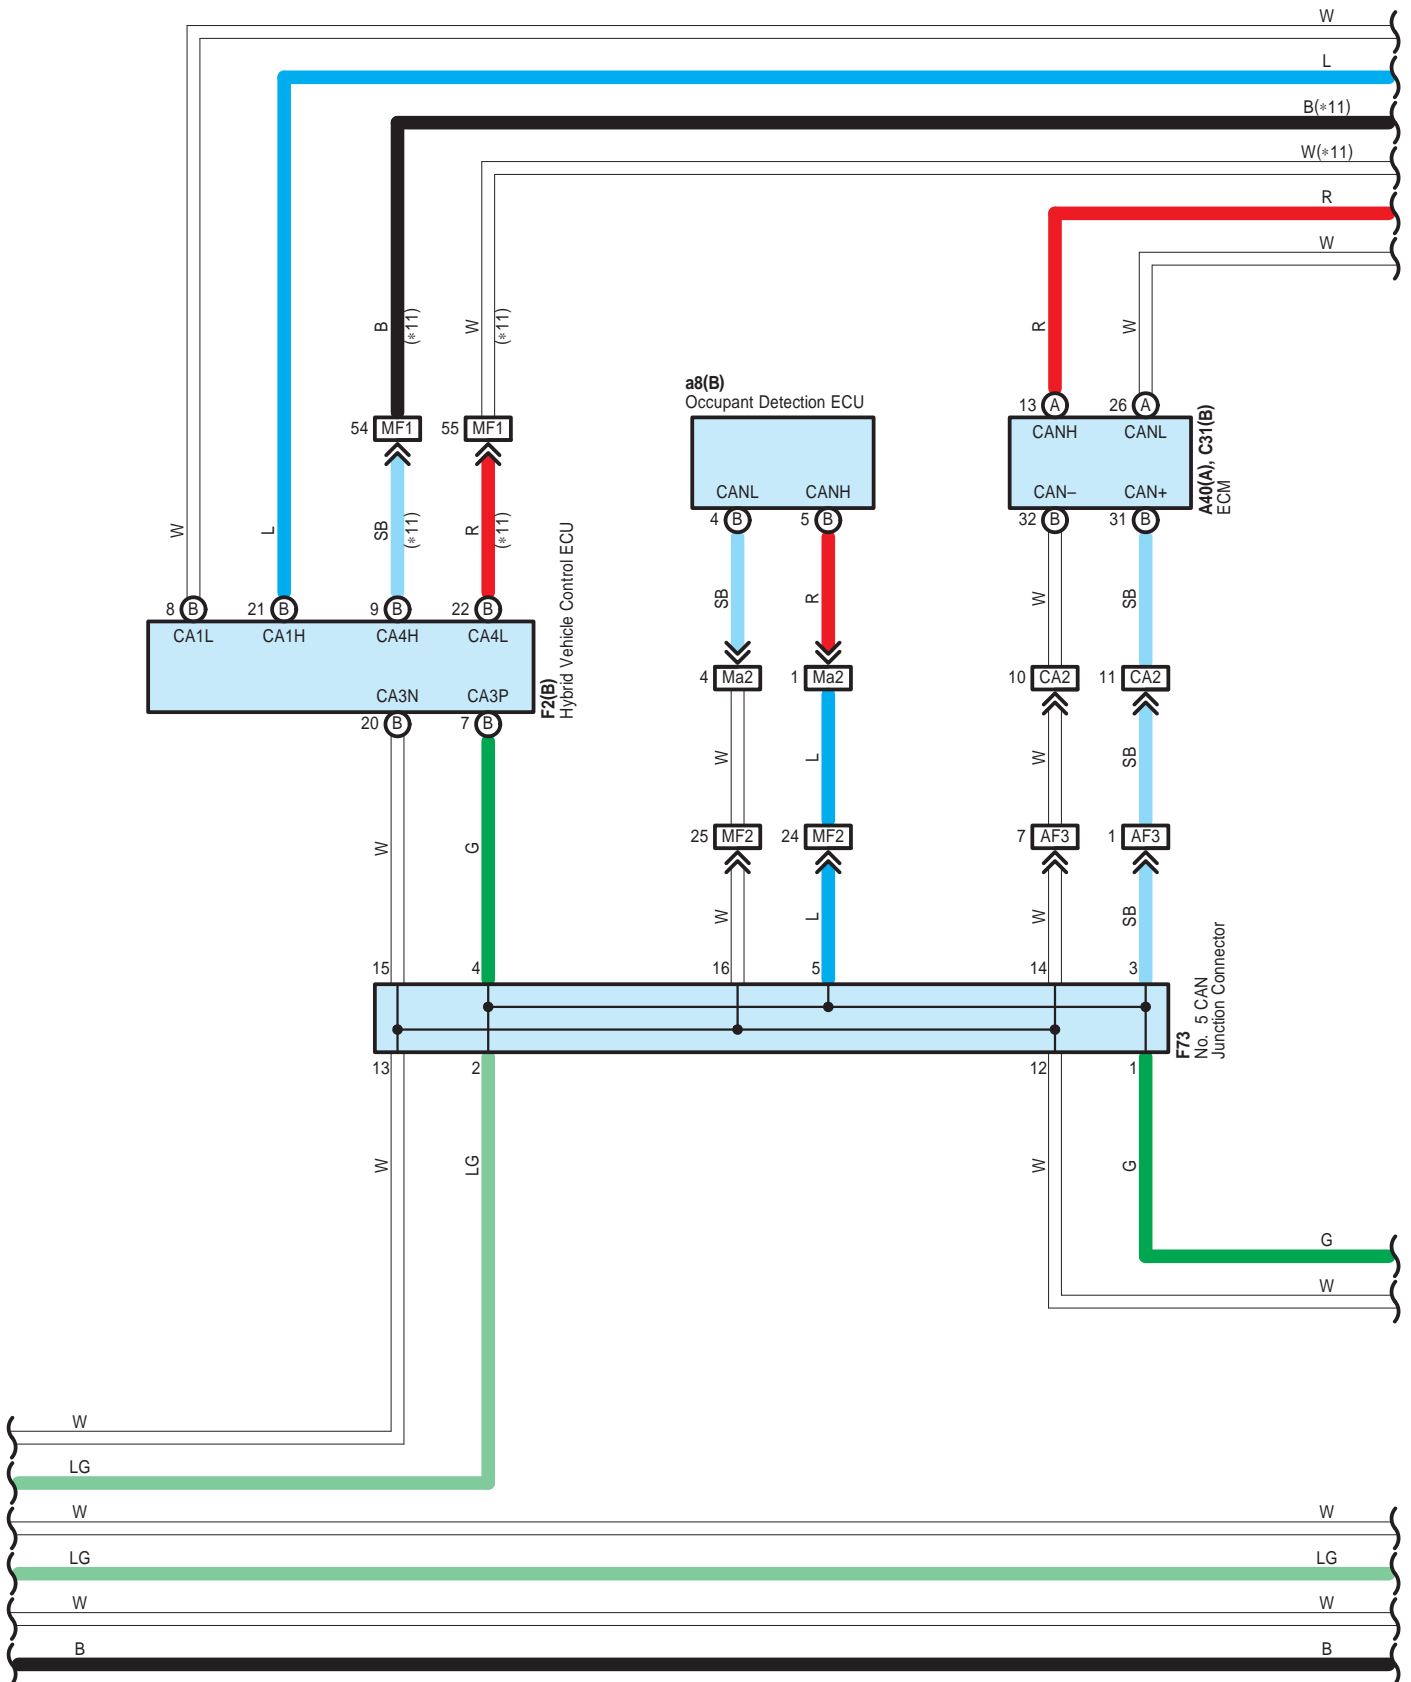 W
L
B(*11)
W(*11)
R
W
B
(*11)
W
(*11)
R
W
a8(B)
Occupant Detection ECU
13 A
26 A
54 MF1
55 MF1
CANH
CANL
A40(A), C31(B)
ECM
CANL
CANH
CAN–
CAN+
4 B
5 B
32 B
31 B
W
L
SB
(*11)
R
(*11)
SB
R
W
SB
8 B
21 B
9 B
22 B
CA1L
CA1H
CA4H
CA4L
F2(B)
Hybrid Vehicle Control ECU
4 Ma2
1 Ma2
10 CA2
11 CA2
CA3N
CA3P
20 B
7 B
W
L
W
SB
25 MF2
24 MF2
7 AF3
1 AF3
W
G
W
L
W
SB
15
4
16
5
14
3
F73
No. 5 CAN
Junction Connector
13
2
12
1
W
LG
W
G
G
W
W
LG
W
W
LG
LG
W
W
B
B